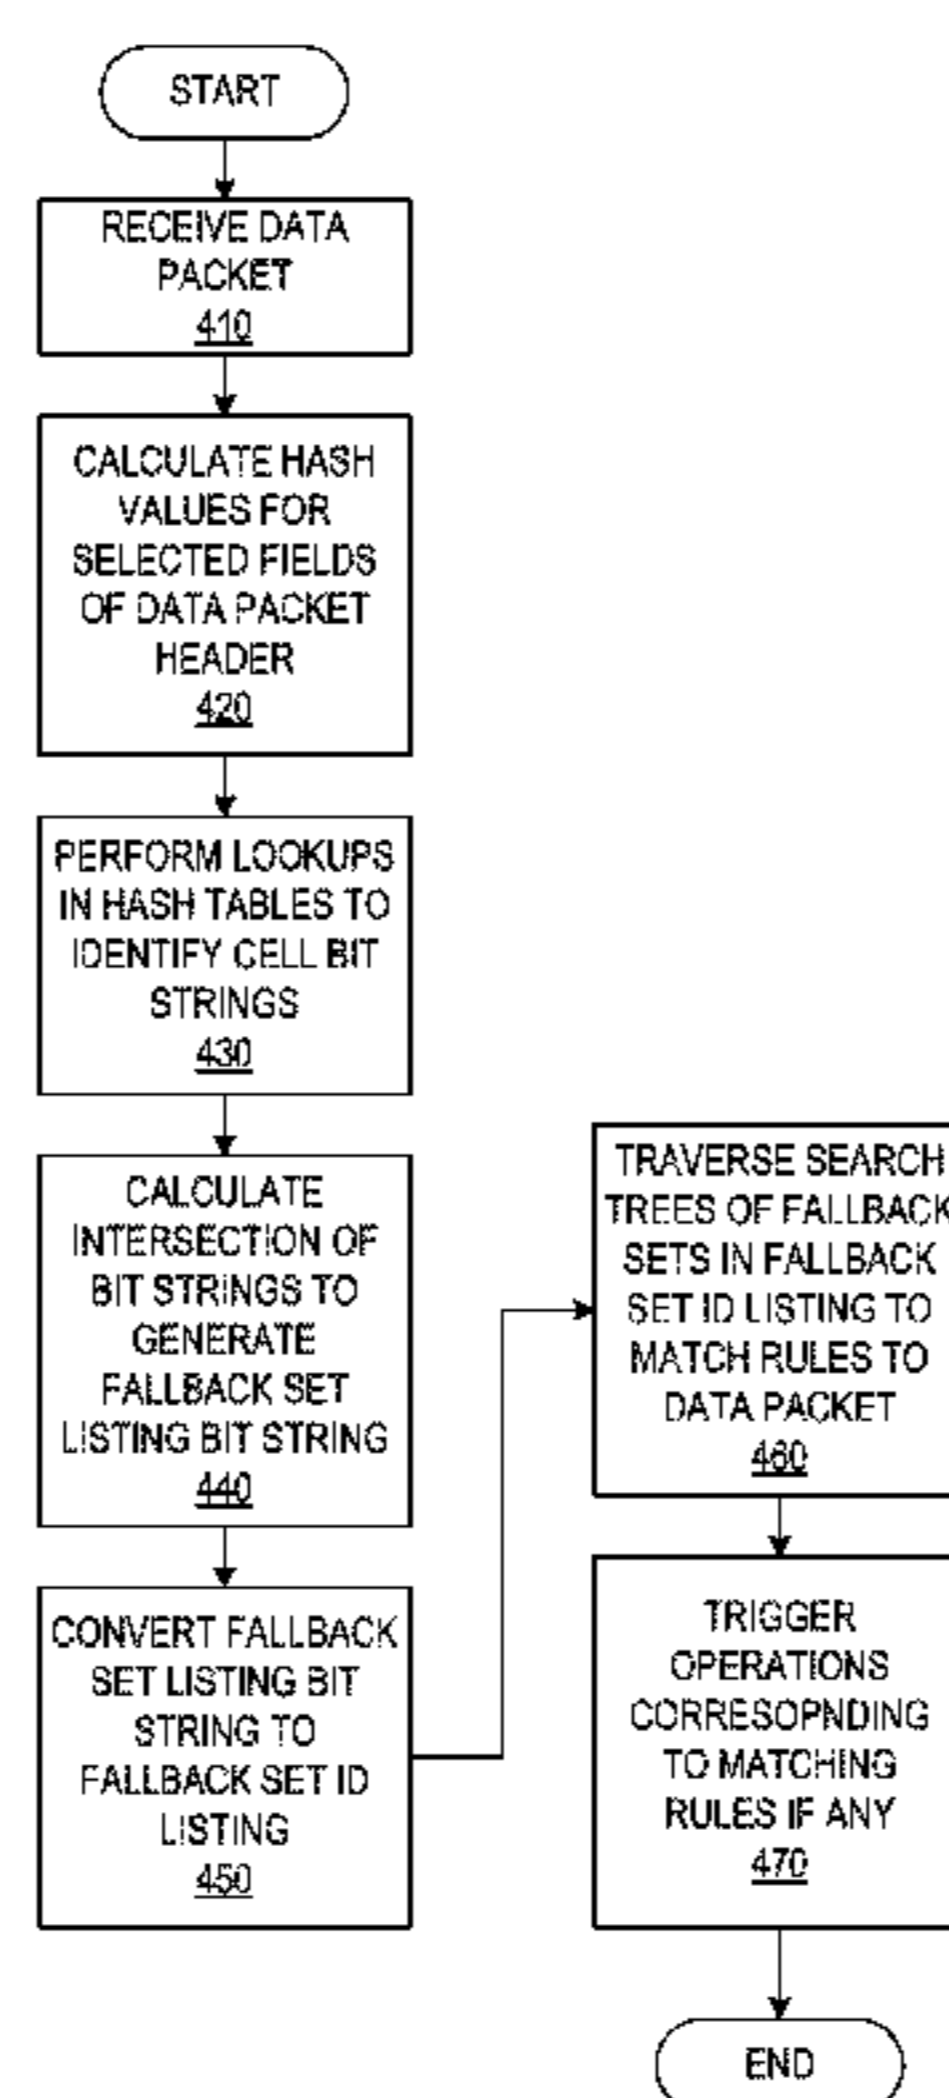 START
RECEIVE DATA
PACKET
410
CALCULATE HASH
VALUES FOR
SELECTED FIELDS
OF DATA PACKET
HEADER
420
PERFORM LOOKUPS
IN HASH TABLES TO
IDENTIFY CELL BIT
STRINGS
430
CALCULATE
INTERSECTION OF
BIT STRINGS TO
GENERATE
FALLBACK SET
LISTING BIT STRING
440
CONVERT FALLBACK
SET LISTING BIT
STRING TO
FALLBACK SET ID
LISTING
450
TRAVERSE SEARCH
TREES OF FALLBACK
SETS IN FALLBACK
SET ID LISTING TO
MATCH RULES TO
DATA PACKET
460
TRIGGER
OPERATIONS
CORRESOPNDING
TO MATCHING
RULES IF ANY
470
END